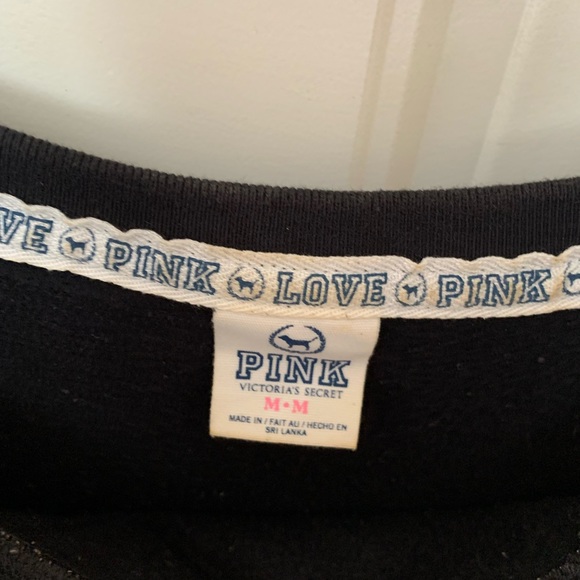 VE PINK LOVE PINK
PINK
VICTORIA'S SECRET
M•M
MADE IN / FAIT AU / HECHO EN
SRI LANKA